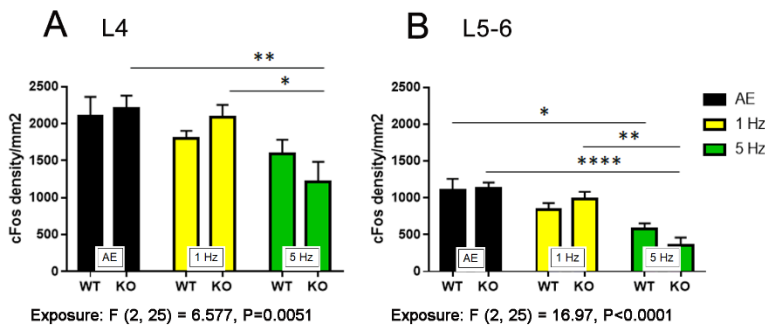 A L4
**
*
2500
2000
1500
1000
500
0
cFos density/mm2
AE
1 Hz
5 Hz
WT KO WT KO WT KO
Exposure: F (2, 25) = 6.577, P=0.0051
B L5-6
*
**
****
2500
2000
1500
1000
500
0
cFos density/mm2
AE
1 Hz
5 Hz
WT KO WT KO WT KO
AE
1 Hz
5 Hz
Exposure: F (2, 25) = 16.97, P<0.0001